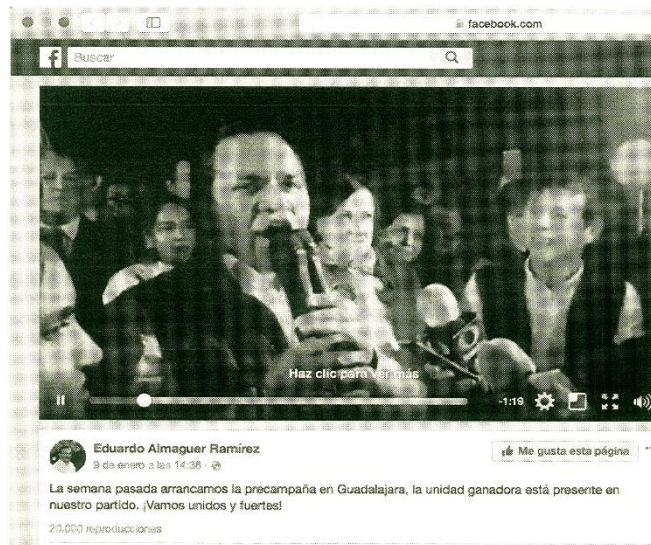 facebook.com
f Buscar
Haz clic para ver más
-1:19
Eduardo Almaguer Ramírez
Me gusta esta página
9 de enero a las 14:36
La semana pasada arrancamos la precampaña en Guadalajara, la unidad ganadora está presente en
nuestro partido. ¡Vamos unidos y fuertes!
20,000 reproducciones